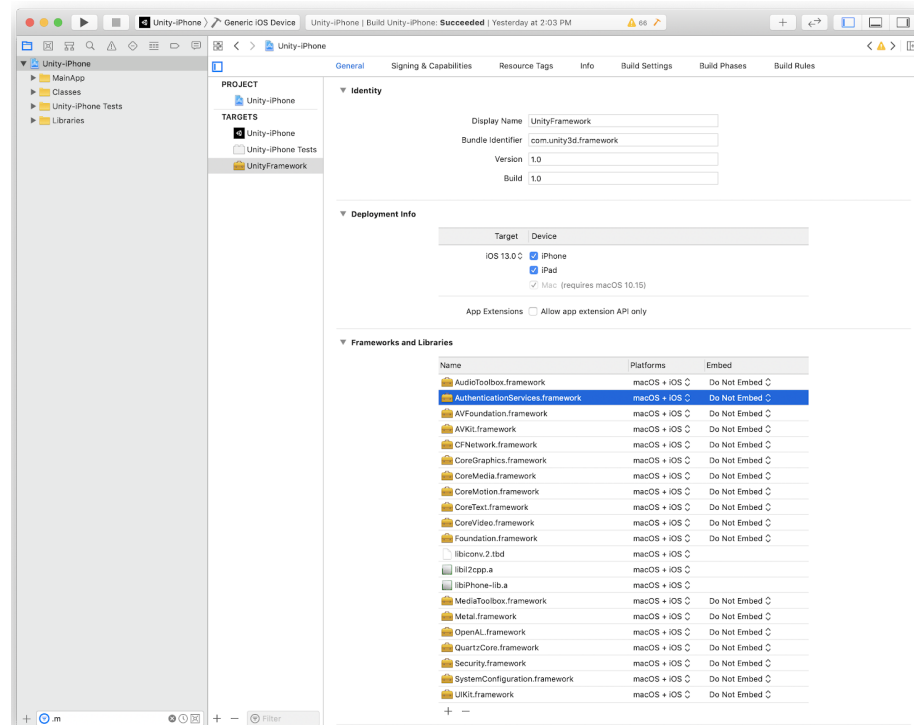 Unity-iPhone 〉 Generic iOS Device
Unity-iPhone | Build Unity-iPhone: Succeeded | Yesterday at 2:03 PM
66
Unity-iPhone
Unity-iPhone
MainApp
Classes
Unity-iPhone Tests
Libraries
General Signing & Capabilities Resource Tags Info Build Settings Build Phases Build Rules
PROJECT
Unity-iPhone
TARGETS
Unity-iPhone
Unity-iPhone Tests
UnityFramework
Identity
Display Name UnityFramework
Bundle Identifier com.unity3d.framework
Version 1.0
Build 1.0
Deployment Info
Target Device
iOS 13.0 iPhone
iPad
Mac (requires macOS 10.15)
App Extensions Allow app extension API only
Frameworks and Libraries
Name Platforms Embed
AudioToolbox.framework macOS + iOS Do Not Embed
AuthenticationServices.framework macOS + iOS Do Not Embed
AVFoundation.framework macOS + iOS Do Not Embed
AVKit.framework macOS + iOS Do Not Embed
CFNetwork.framework macOS + iOS Do Not Embed
CoreGraphics.framework macOS + iOS Do Not Embed
CoreMedia.framework macOS + iOS Do Not Embed
CoreMotion.framework macOS + iOS Do Not Embed
CoreText.framework macOS + iOS Do Not Embed
CoreVideo.framework macOS + iOS Do Not Embed
Foundation.framework macOS + iOS Do Not Embed
libiconv.2.tbd macOS + iOS
libil2cpp.a macOS + iOS
libiPhone-lib.a macOS + iOS
MediaToolbox.framework macOS + iOS Do Not Embed
Metal.framework macOS + iOS Do Not Embed
OpenAL.framework macOS + iOS Do Not Embed
QuartzCore.framework macOS + iOS Do Not Embed
Security.framework macOS + iOS Do Not Embed
SystemConfiguration.framework macOS + iOS Do Not Embed
UIKit.framework macOS + iOS Do Not Embed
.m
Filter